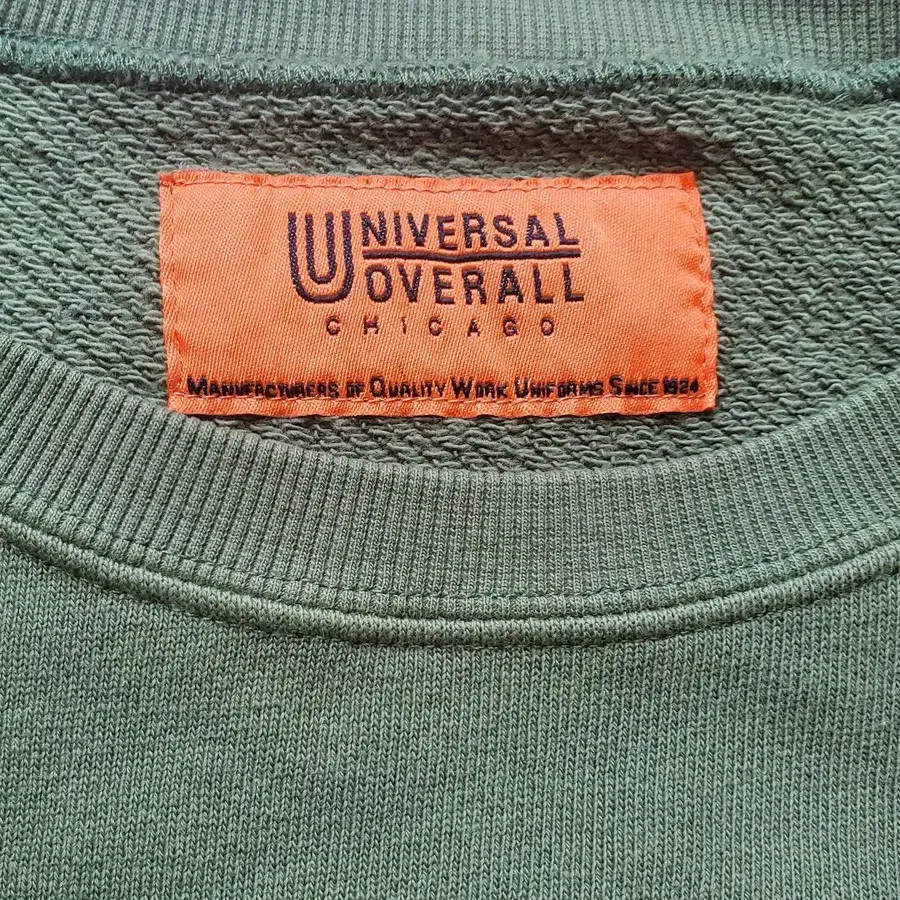 UNIVERSAL
OVERALL
CHICAGO
MANUFACTURERS OF QUALITY WORK UNIFORMS SINCE 1924